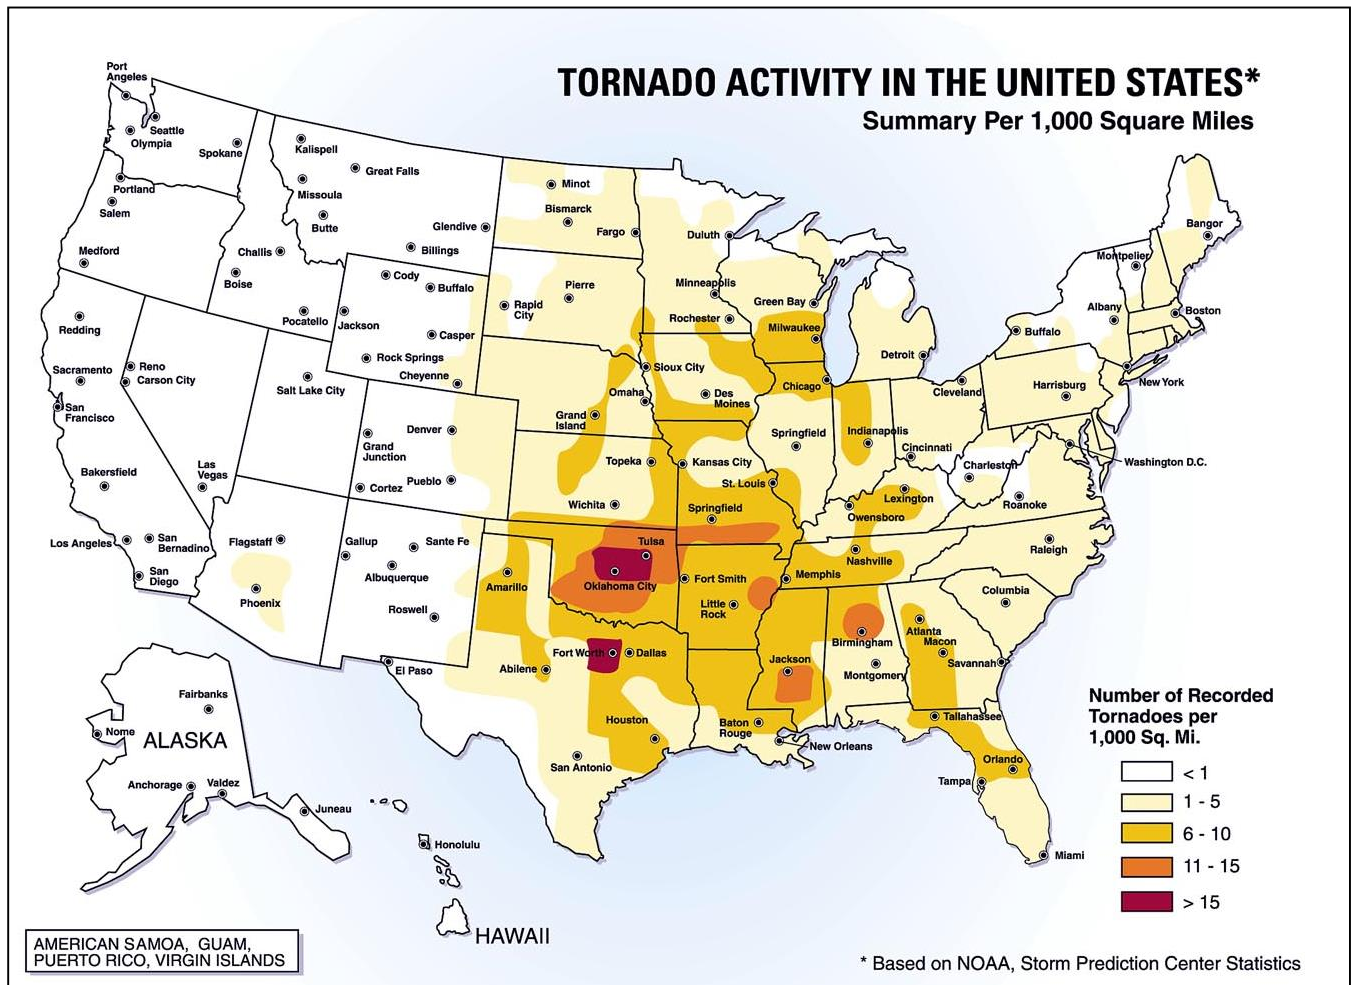 TORNADO ACTIVITY IN THE UNITED STATES*
Summary Per 1,000 Square Miles
Port
Angeles
Seattle
Olympia
Spokane
Portland
Salem
Medford
Kalispell
Great Falls
Missoula
Butte
Glendive
Billings
Challis
Boise
Pocatello
Cody
Buffalo
Jackson
Casper
Rock Springs
Cheyenne
Minot
Bismarck
Fargo
Pierre
Rapid
City
Duluth
Minneapolis
Rochester
Green Bay
Milwaukee
Detroit
Chicago
Montpelier
Bangor
Albany
Boston
Buffalo
New York
Harrisburg
Cleveland
Redding
Reno
Carson City
Sacramento
San
Francisco
Bakersfield
Las
Vegas
Los Angeles
San
Bernadino
San
Diego
Salt Lake City
Denver
Grand
Junction
Pueblo
Cortez
Sioux City
Omaha
Grand
Island
Des
Moines
Topeka
Kansas City
Wichita
Springfield
St. Louis
Springfield
Indianapolis
Cincinnati
Charleston
Washington D.C.
Lexington
Owensboro
Roanoke
Raleigh
Nashville
Memphis
Flagstaff
Phoenix
Gallup
Santa Fe
Albuquerque
Roswell
El Paso
Amarillo
Tulsa
Oklahoma City
Fort Smith
Little
Rock
Columbia
Atlanta
Macon
Savannah
Birmingham
Montgomery
Jackson
Fort Worth
Dallas
Abilene
Houston
San Antonio
Baton
Rouge
New Orleans
Tallahassee
Orlando
Tampa
Miami
Fairbanks
Nome
ALASKA
Anchorage
Valdez
Juneau
Honolulu
HAWAII
Number of Recorded
Tornadoes per
1,000 Sq. Mi.
< 1
1 - 5
6 - 10
11 - 15
> 15
AMERICAN SAMOA, GUAM,
PUERTO RICO, VIRGIN ISLANDS
* Based on NOAA, Storm Prediction Center Statistics